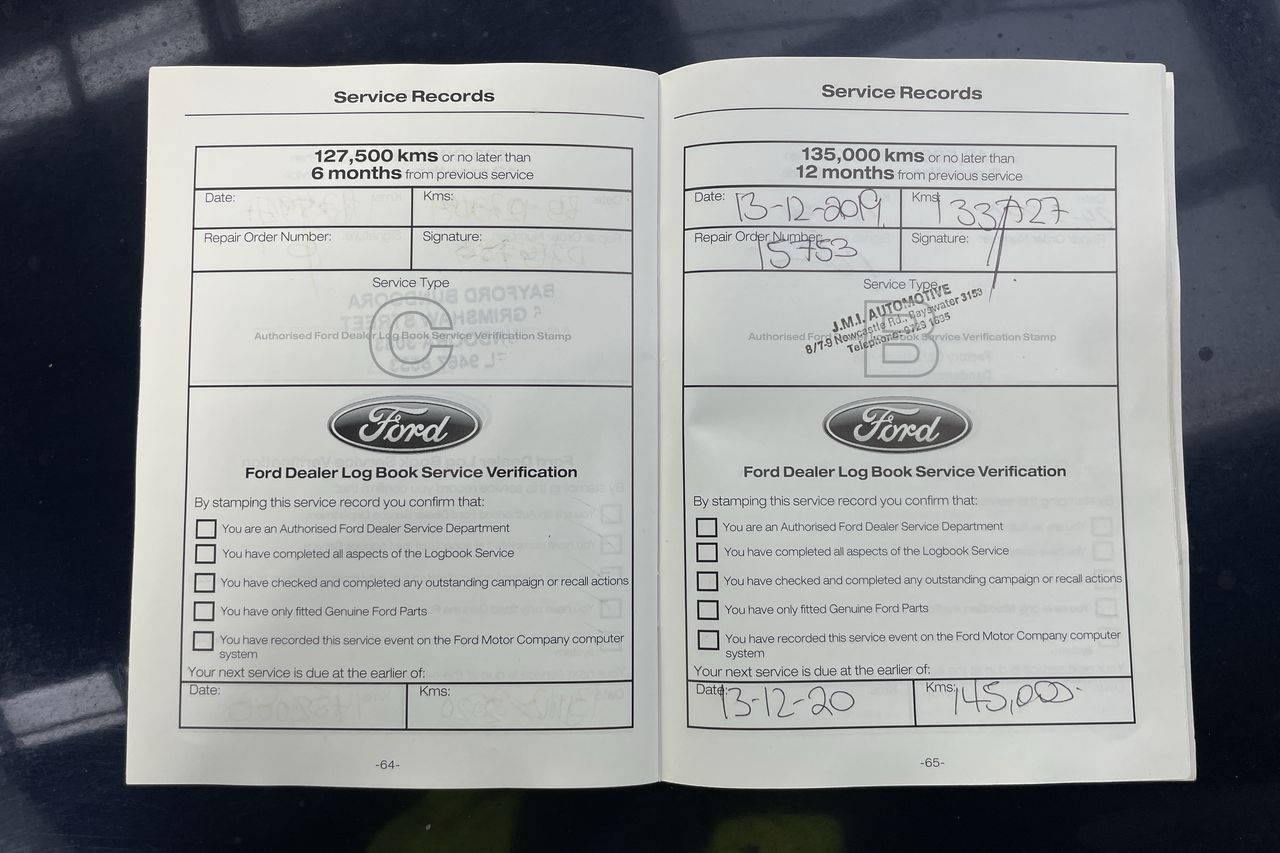 Service Records
127,500 kms or no later than
6 months from previous service
Date: Kms:
Repair Order Number: Signature:
Service Type
C
Authorised Ford Dealer Log Book Service Verification Stamp
Ford
Ford Dealer Log Book Service Verification
By stamping this service record you confirm that:
You are an Authorised Ford Dealer Service Department
You have completed all aspects of the Logbook Service
You have checked and completed any outstanding campaign or recall actions
You have only fitted Genuine Ford Parts
You have recorded this service event on the Ford Motor Company computer
system
Your next service is due at the earlier of:
Date: Kms:
-64-
Service Records
135,000 kms or no later than
12 months from previous service
Date: 13-12-2019 Kms: 133727
Repair Order Number: 15753 Signature:
Service Type
J.M.I. AUTOMOTIVE
8/7-9 Newcastle Rd., Bayswater 3153
Telephone: 9729 1635
B
Authorised Ford Dealer Log Book Service Verification Stamp
Ford
Ford Dealer Log Book Service Verification
By stamping this service record you confirm that:
You are an Authorised Ford Dealer Service Department
You have completed all aspects of the Logbook Service
You have checked and completed any outstanding campaign or recall actions
You have only fitted Genuine Ford Parts
You have recorded this service event on the Ford Motor Company computer
system
Your next service is due at the earlier of:
Date: 13-12-20 Kms: 145,000
-65-